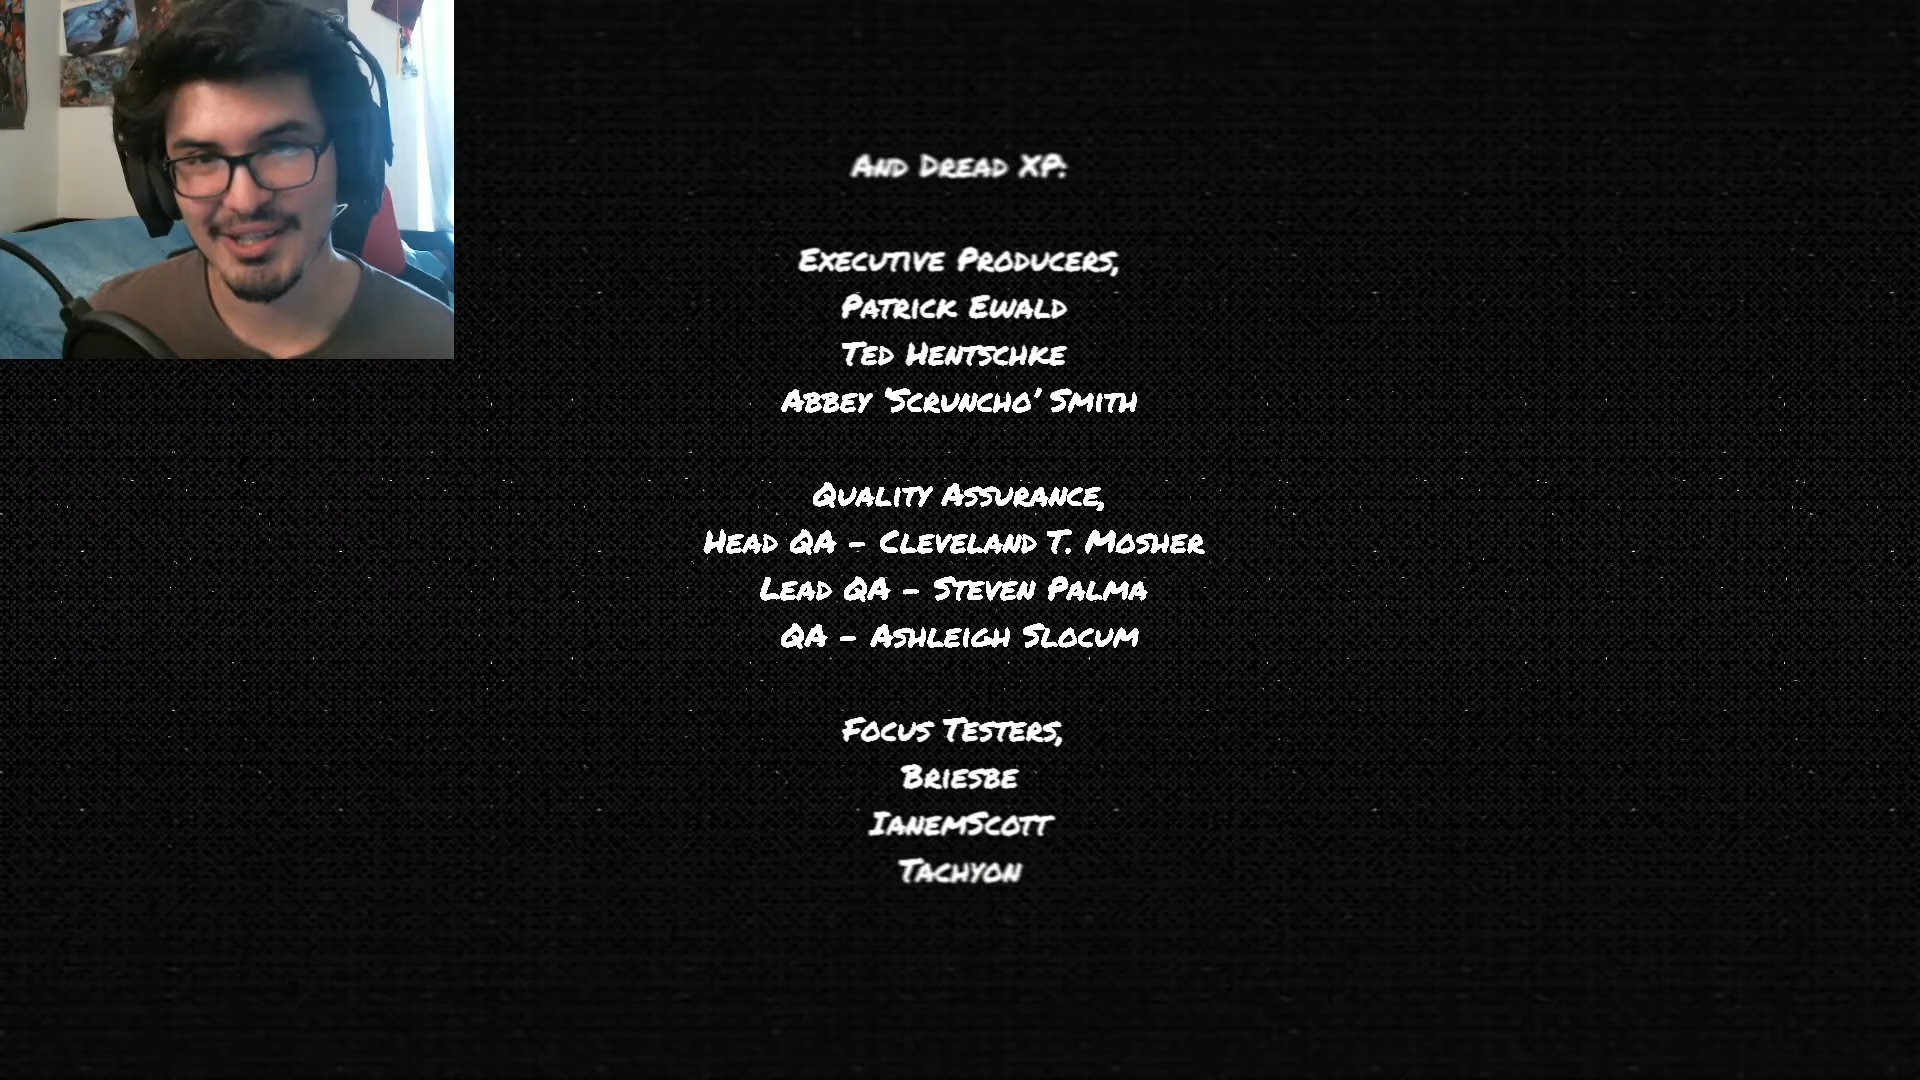 And Dread XP:
Executive Producers,
Patrick Ewald
Ted Hentschke
Abbey 'Scruncho' Smith
Quality Assurance,
Head QA - Cleveland T. Mosher
Lead QA - Steven Palma
QA - Ashleigh Slocum
Focus Testers,
Briesbe
IanemScott
Tachyon